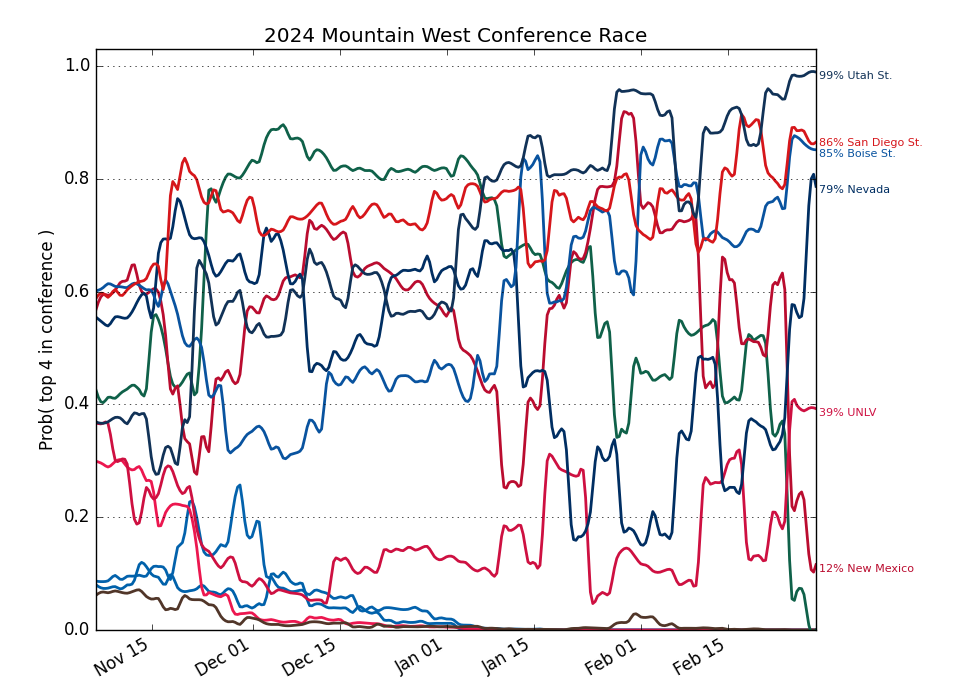 2024 Mountain West Conference Race
Prob( top 4 in conference )
1.0
0.8
0.6
0.4
0.2
0.0
Nov 15
Dec 01
Dec 15
Jan 01
Jan 15
Feb 01
Feb 15
99% Utah St.
86% San Diego St.
85% Boise St.
79% Nevada
39% UNLV
12% New Mexico